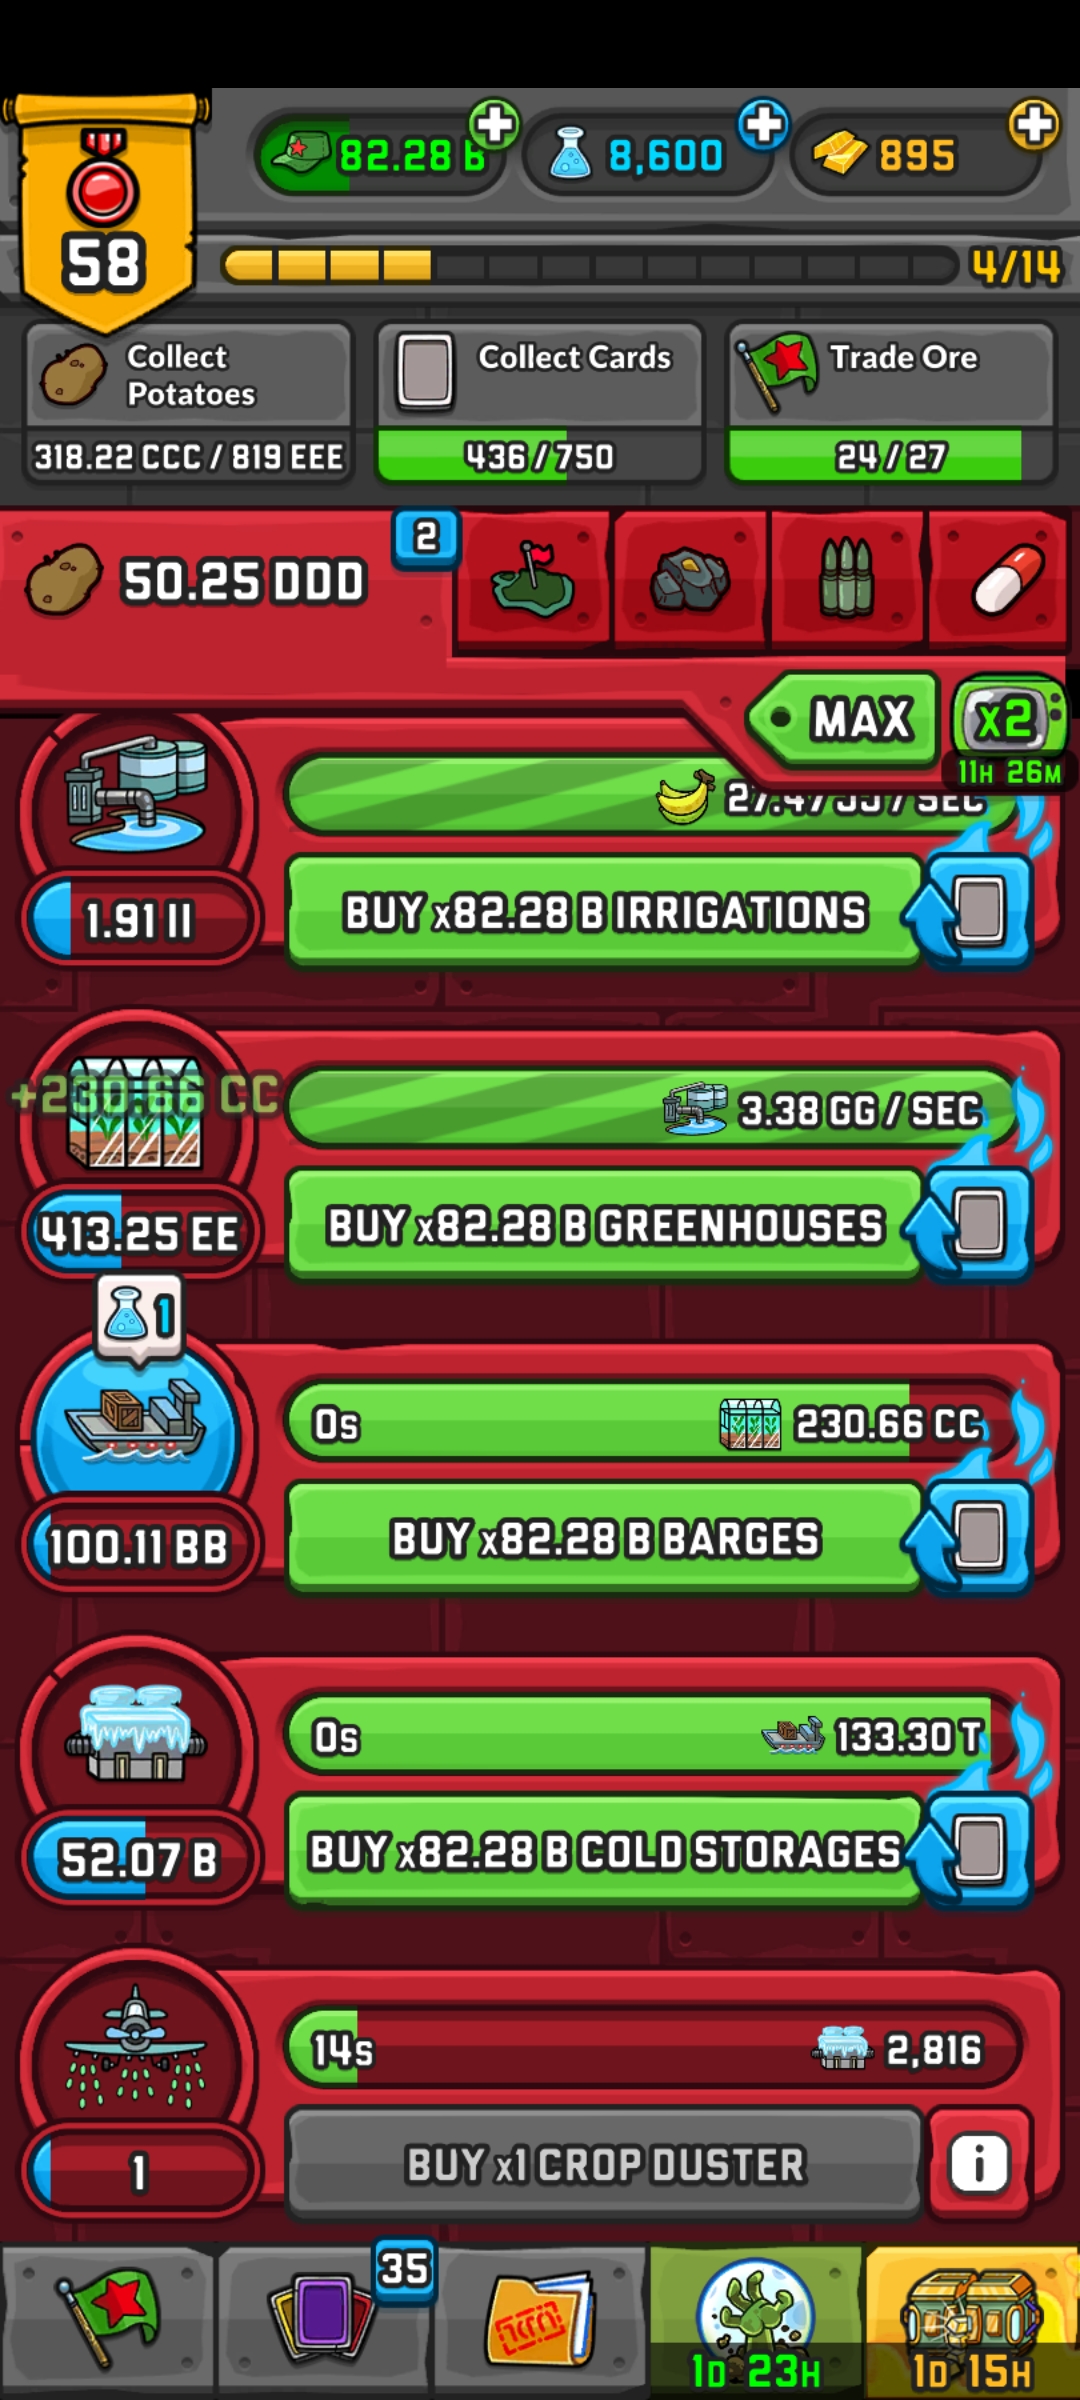 58
82.28 B
8,600
895
4/14
Collect
Potatoes
318.22 CCC / 819 EEE
Collect Cards
436 / 750
Trade Ore
24 / 27
50.25 DDD
2
MAX
x2
11H 26M
27.47 JJ / SEC
1.91 II
BUY x82.28 B IRRIGATIONS
+230.66 CC
3.38 GG / SEC
413.25 EE
BUY x82.28 B GREENHOUSES
1
0s
230.66 CC
100.11 BB
BUY x82.28 B BARGES
0s
133.30 T
52.07 B
BUY x82.28 B COLD STORAGES
14s
2,816
1
BUY x1 CROP DUSTER
i
35
1D 23H
1D 15H